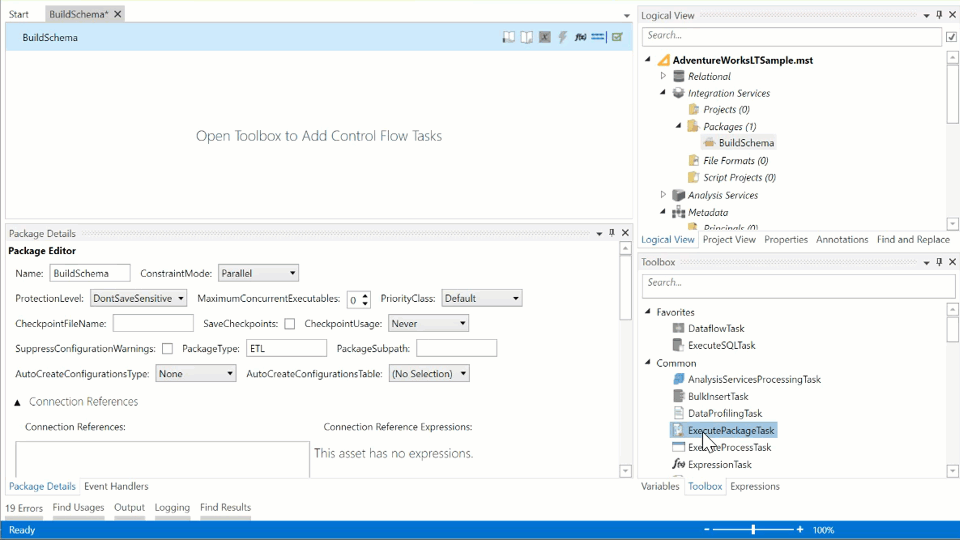 Start
BuildSchema*
BuildSchema
f(x)
Open Toolbox to Add Control Flow Tasks
Package Details
Package Editor
Name: BuildSchema ConstraintMode: Parallel
ProtectionLevel: DontSaveSensitive MaximumConcurrentExecutables: 0 PriorityClass: Default
CheckpointFileName: SaveCheckpoints: CheckpointUsage: Never
SuppressConfigurationWarnings: PackageType: ETL PackageSubpath:
AutoCreateConfigurationsType: None AutoCreateConfigurationsTable: (No Selection)
Connection References
Connection References: Connection Reference Expressions:
This asset has no expressions.
Package Details Event Handlers
19 Errors Find Usages Output Logging Find Results
Ready
100%
Logical View
Search...
AdventureWorksLTSample.mst
Relational
Integration Services
Projects (0)
Packages (1)
BuildSchema
File Formats (0)
Script Projects (0)
Analysis Services
Metadata
Principals (0)
Logical View Project View Properties Annotations Find and Replace
Toolbox
Search...
Favorites
DataflowTask
ExecuteSQLTask
Common
AnalysisServicesProcessingTask
BulkInsertTask
DataProfilingTask
ExecutePackageTask
ExecuteProcessTask
f(x) ExpressionTask
Variables Toolbox Expressions